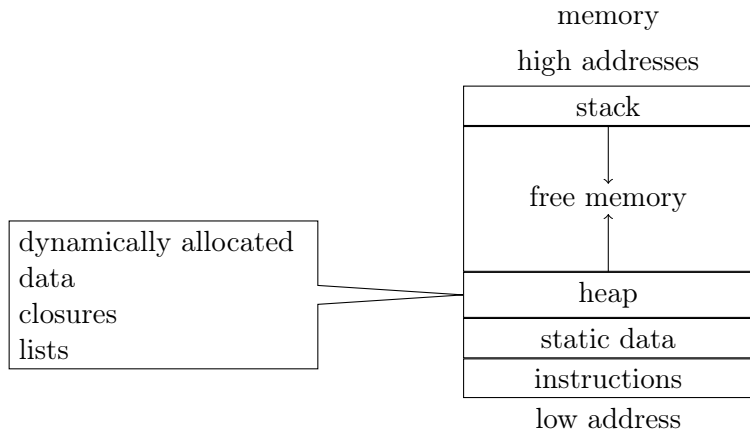 memory
high addresses
stack
free memory
dynamically allocated
data
closures
lists
heap
static data
instructions
low address